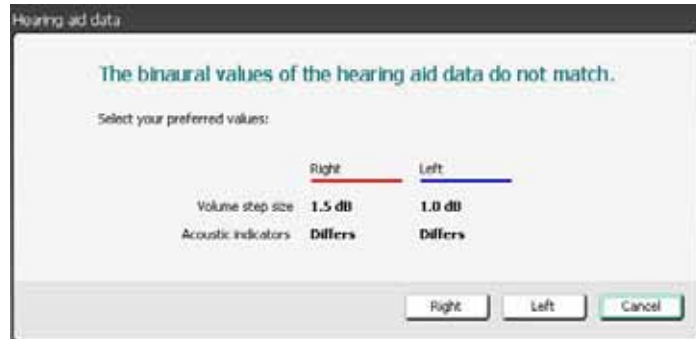 Hearing aid data
The binaural values of the hearing aid data do not match.
Select your preferred values:
Right Left
Volume step size 1.5 dB 1.0 dB
Acoustic indicators Differs Differs
Right Left Cancel